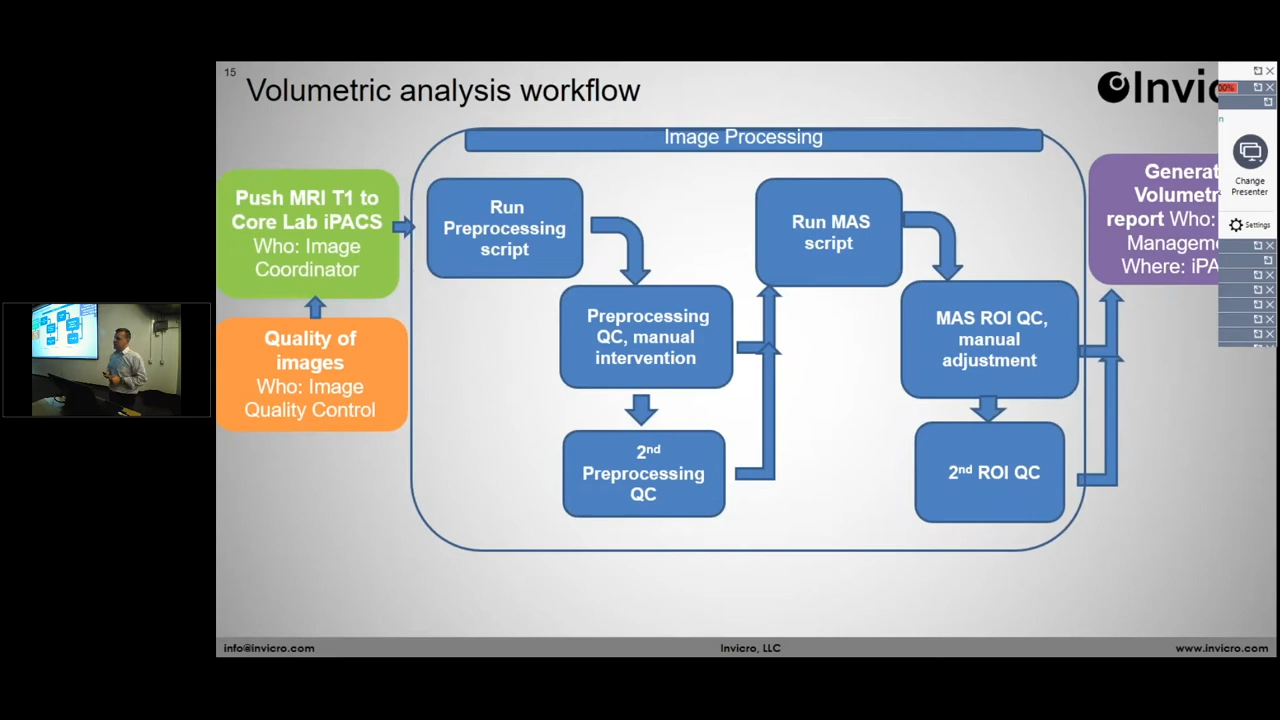 15
Volumetric analysis workflow
Invic
00%
n
Change
Presenter
Settings
Image Processing
Push MRI T1 to
Core Lab iPACS
Who: Image
Coordinator
Quality of
images
Who: Image
Quality Control
Run
Preprocessing
script
Preprocessing
QC, manual
intervention
2nd
Preprocessing
QC
Run MAS
script
MAS ROI QC,
manual
adjustment
2nd ROI QC
Generat
Volumetr
report Who:
Manageme
Where: iPA
info@invicro.com
Invicro, LLC
www.invicro.com